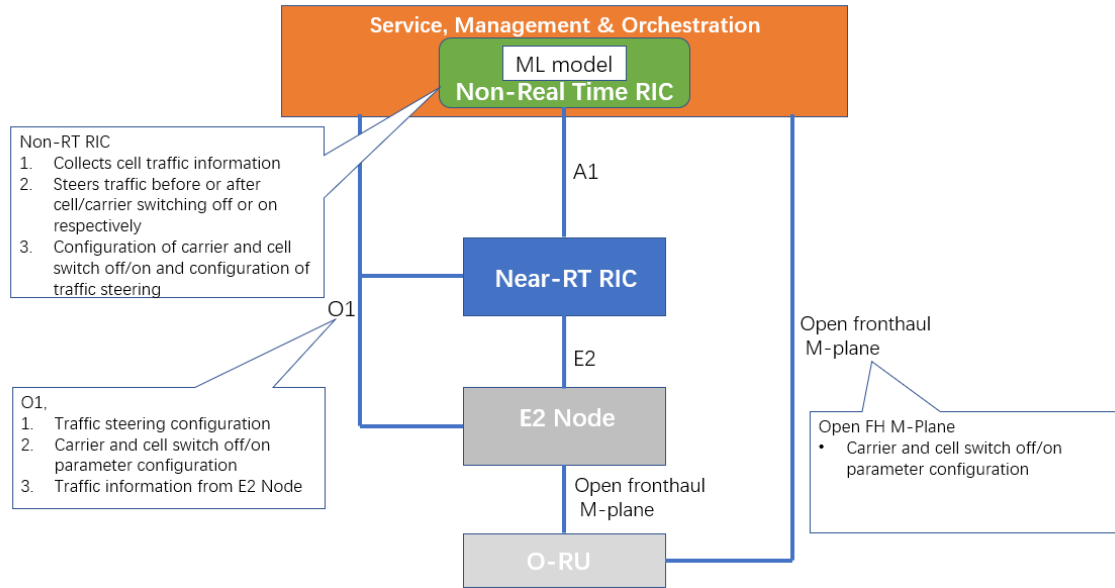 Service, Management & Orchestration
ML model
Non-Real Time RIC
Non-RT RIC
1. Collects cell traffic information
2. Steers traffic before or after
cell/carrier switching off or on
respectively
3. Configuration of carrier and cell
switch off/on and configuration of
traffic steering
A1
Near-RT RIC
O1
Open fronthaul
M-plane
E2
O1,
1. Traffic steering configuration
2. Carrier and cell switch off/on
parameter configuration
3. Traffic information from E2 Node
E2 Node
Open FH M-Plane
• Carrier and cell switch off/on
parameter configuration
Open fronthaul
M-plane
O-RU